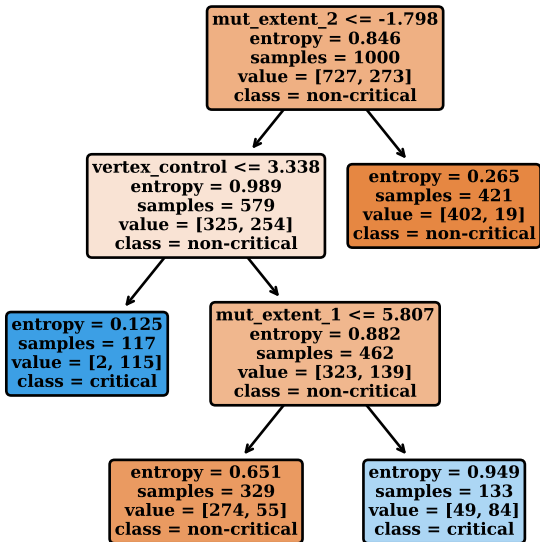 mut_extent_2 <= -1.798
entropy = 0.846
samples = 1000
value = [727, 273]
class = non-critical
vertex_control <= 3.338
entropy = 0.989
samples = 579
value = [325, 254]
class = non-critical
entropy = 0.265
samples = 421
value = [402, 19]
class = non-critical
entropy = 0.125
samples = 117
value = [2, 115]
class = critical
mut_extent_1 <= 5.807
entropy = 0.882
samples = 462
value = [323, 139]
class = non-critical
entropy = 0.651
samples = 329
value = [274, 55]
class = non-critical
entropy = 0.949
samples = 133
value = [49, 84]
class = critical